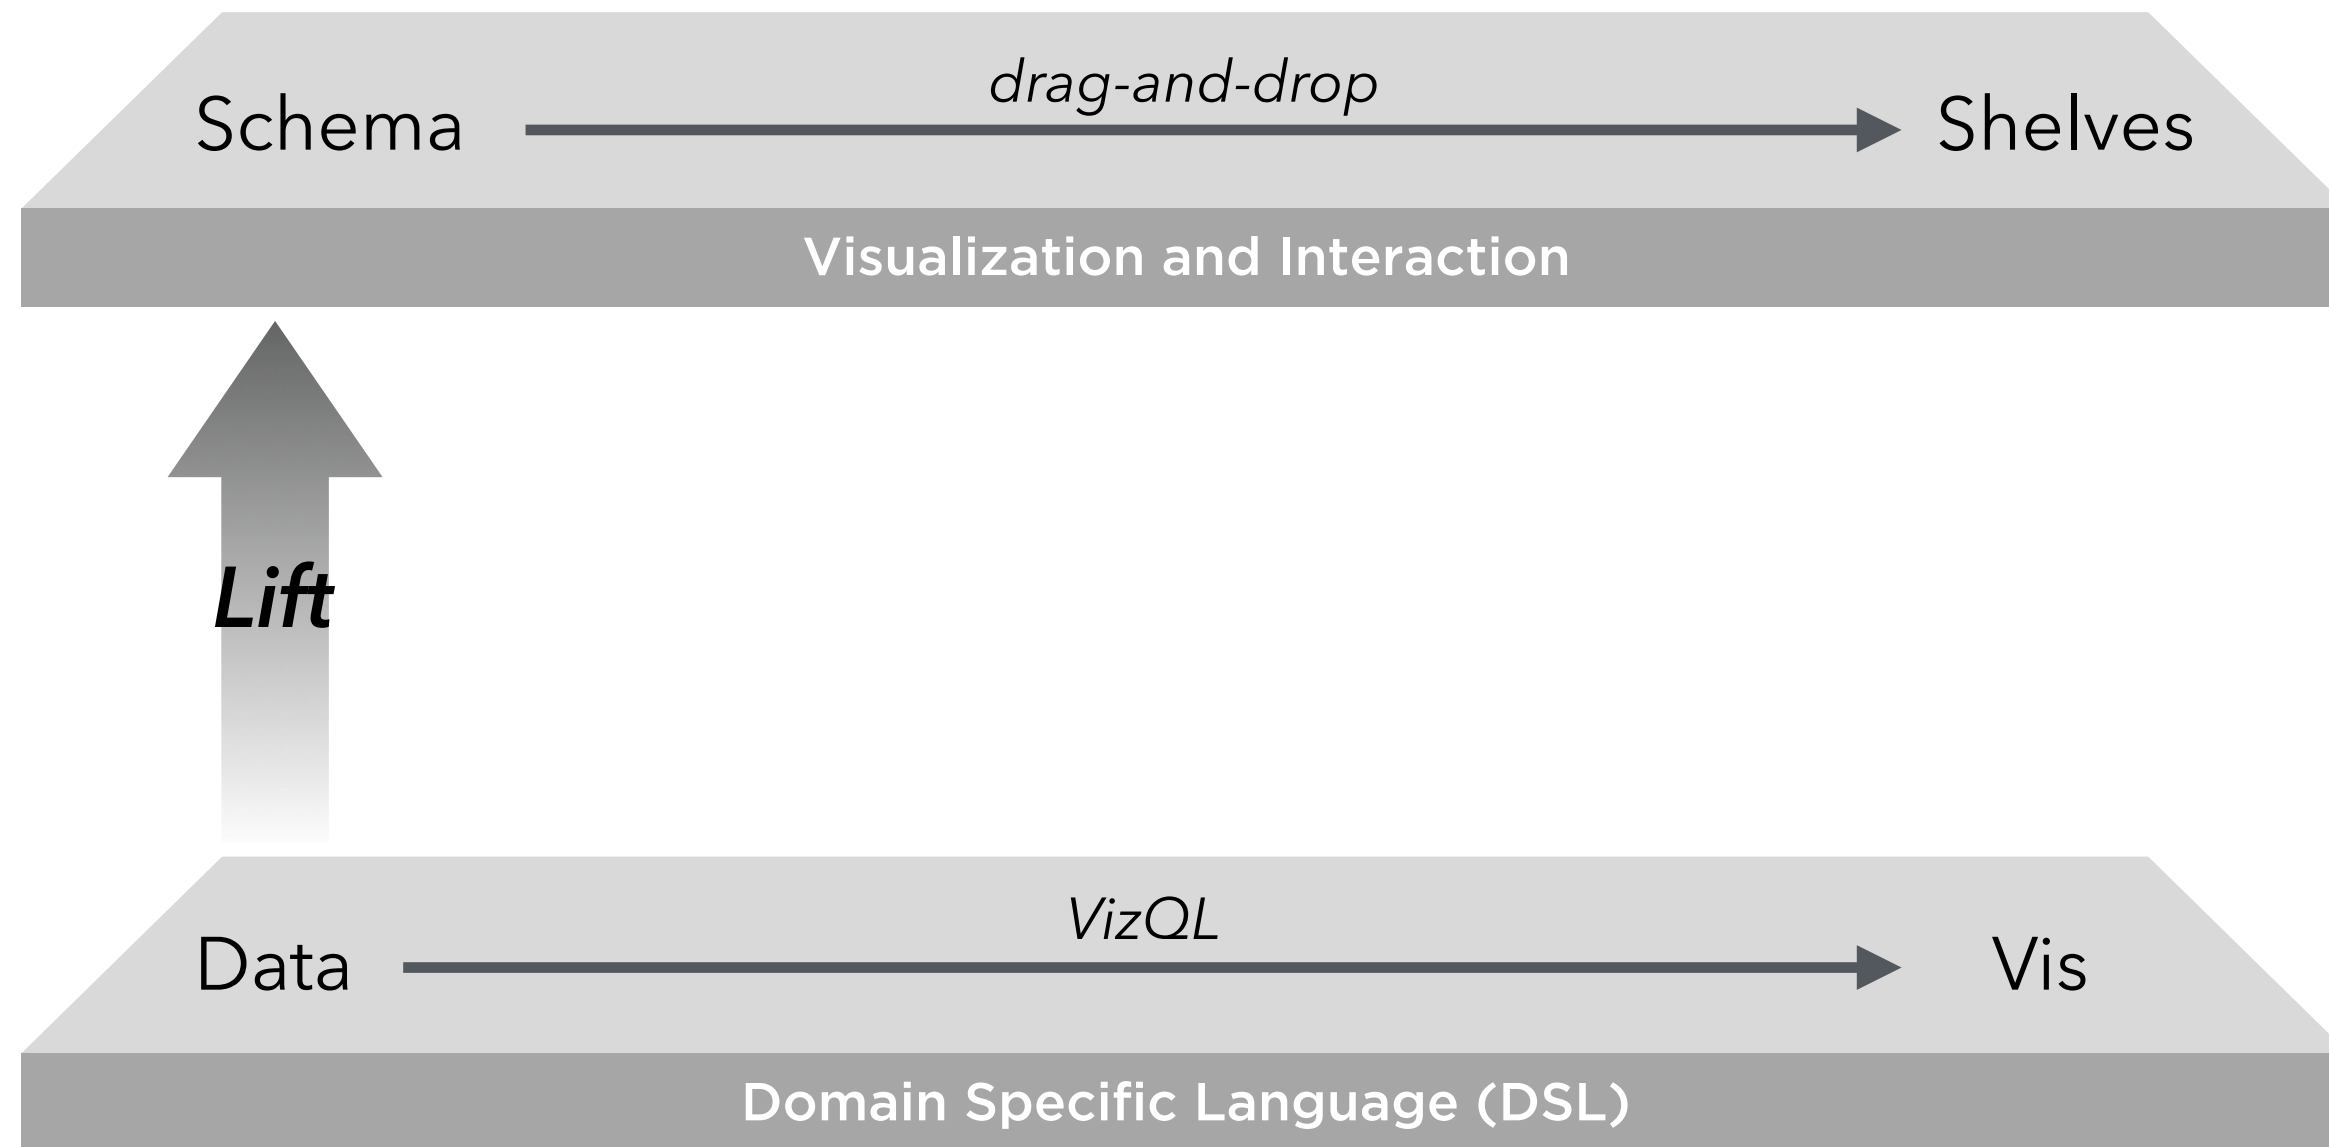 drag-and-drop
Schema
Shelves
Visualization and Interaction
Lift
VizQL
Data
Vis
Domain Specific Language (DSL)